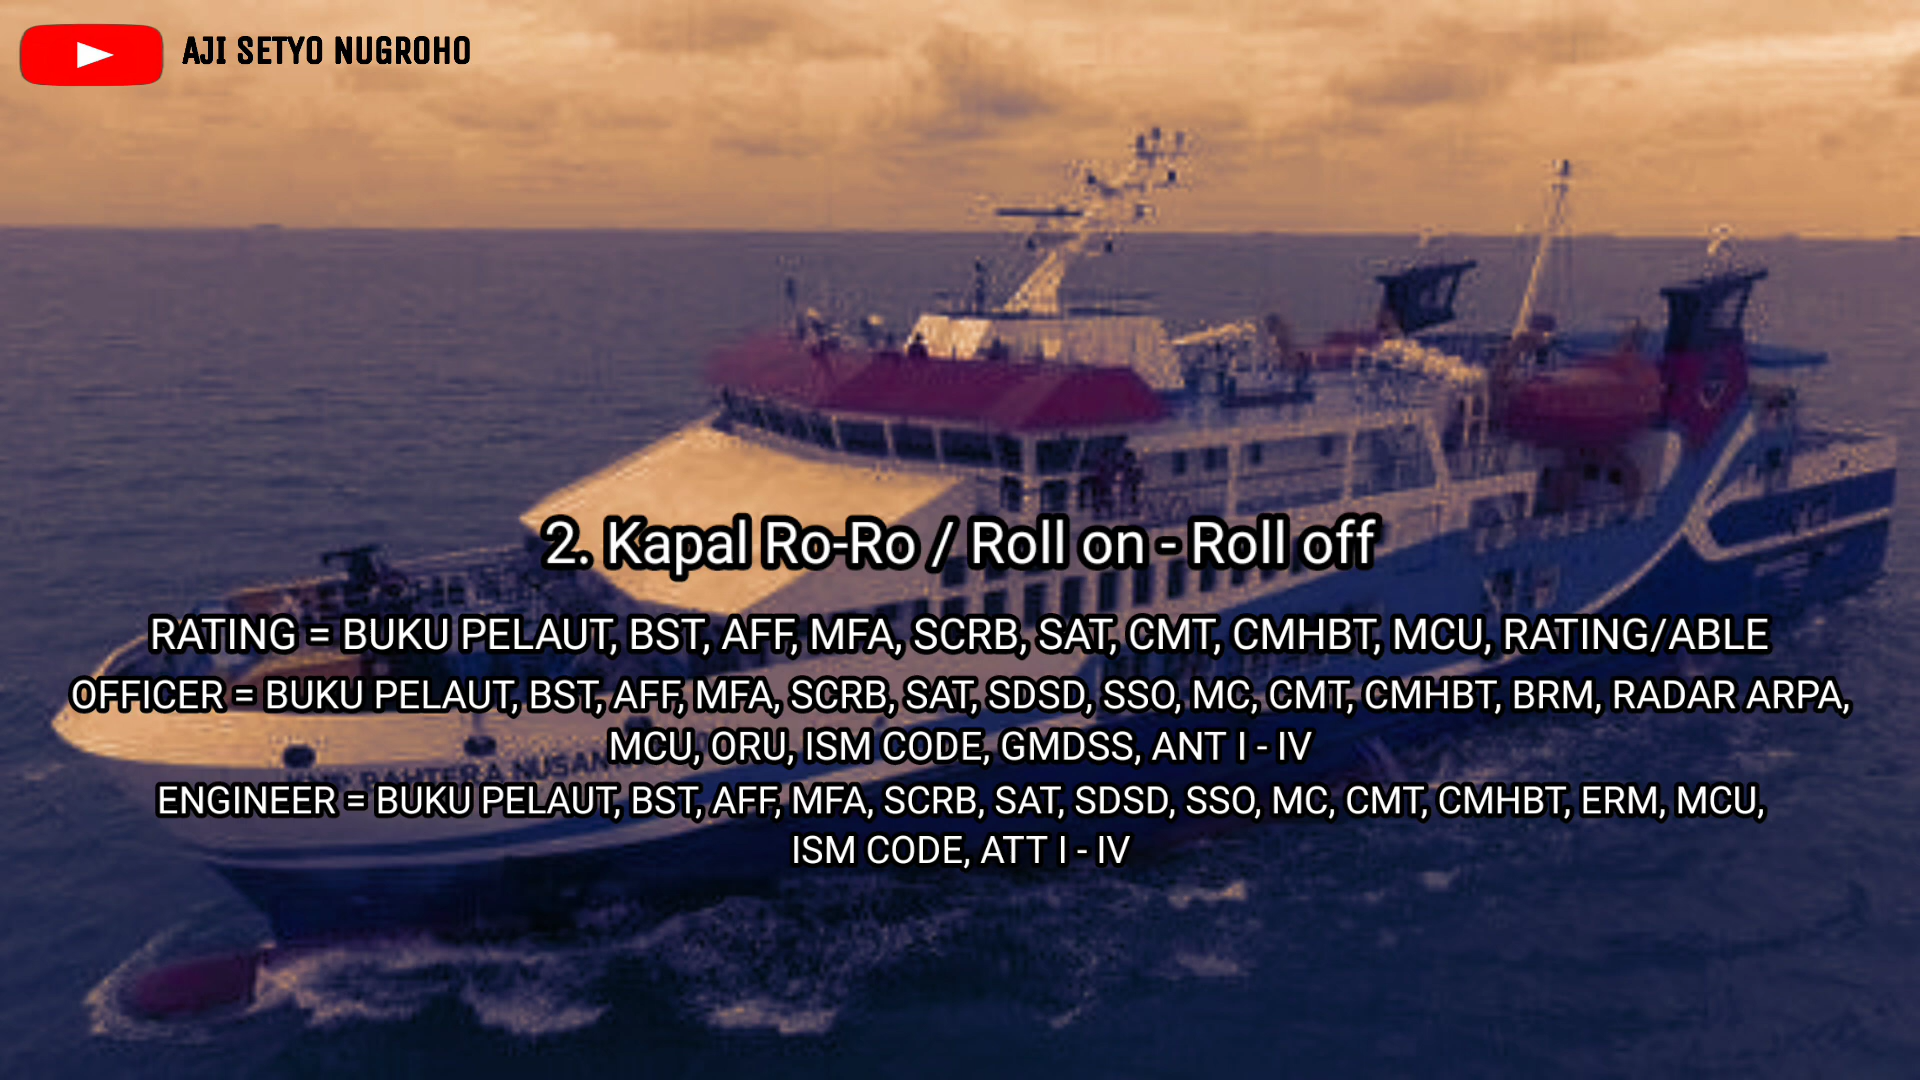 AJI SETYO NUGROHO
2. Kapal Ro-Ro / Roll on - Roll off
RATING = BUKU PELAUT, BST, AFF, MFA, SCRB, SAT, CMT, CMHBT, MCU, RATING/ABLE
OFFICER = BUKU PELAUT, BST, AFF, MFA, SCRB, SAT, SDSD, SSO, MC, CMT, CMHBT, BRM, RADAR ARPA,
MCU, ORU, ISM CODE, GMDSS, ANT I - IV
ENGINEER = BUKU PELAUT, BST, AFF, MFA, SCRB, SAT, SDSD, SSO, MC, CMT, CMHBT, ERM, MCU,
ISM CODE, ATT I - IV